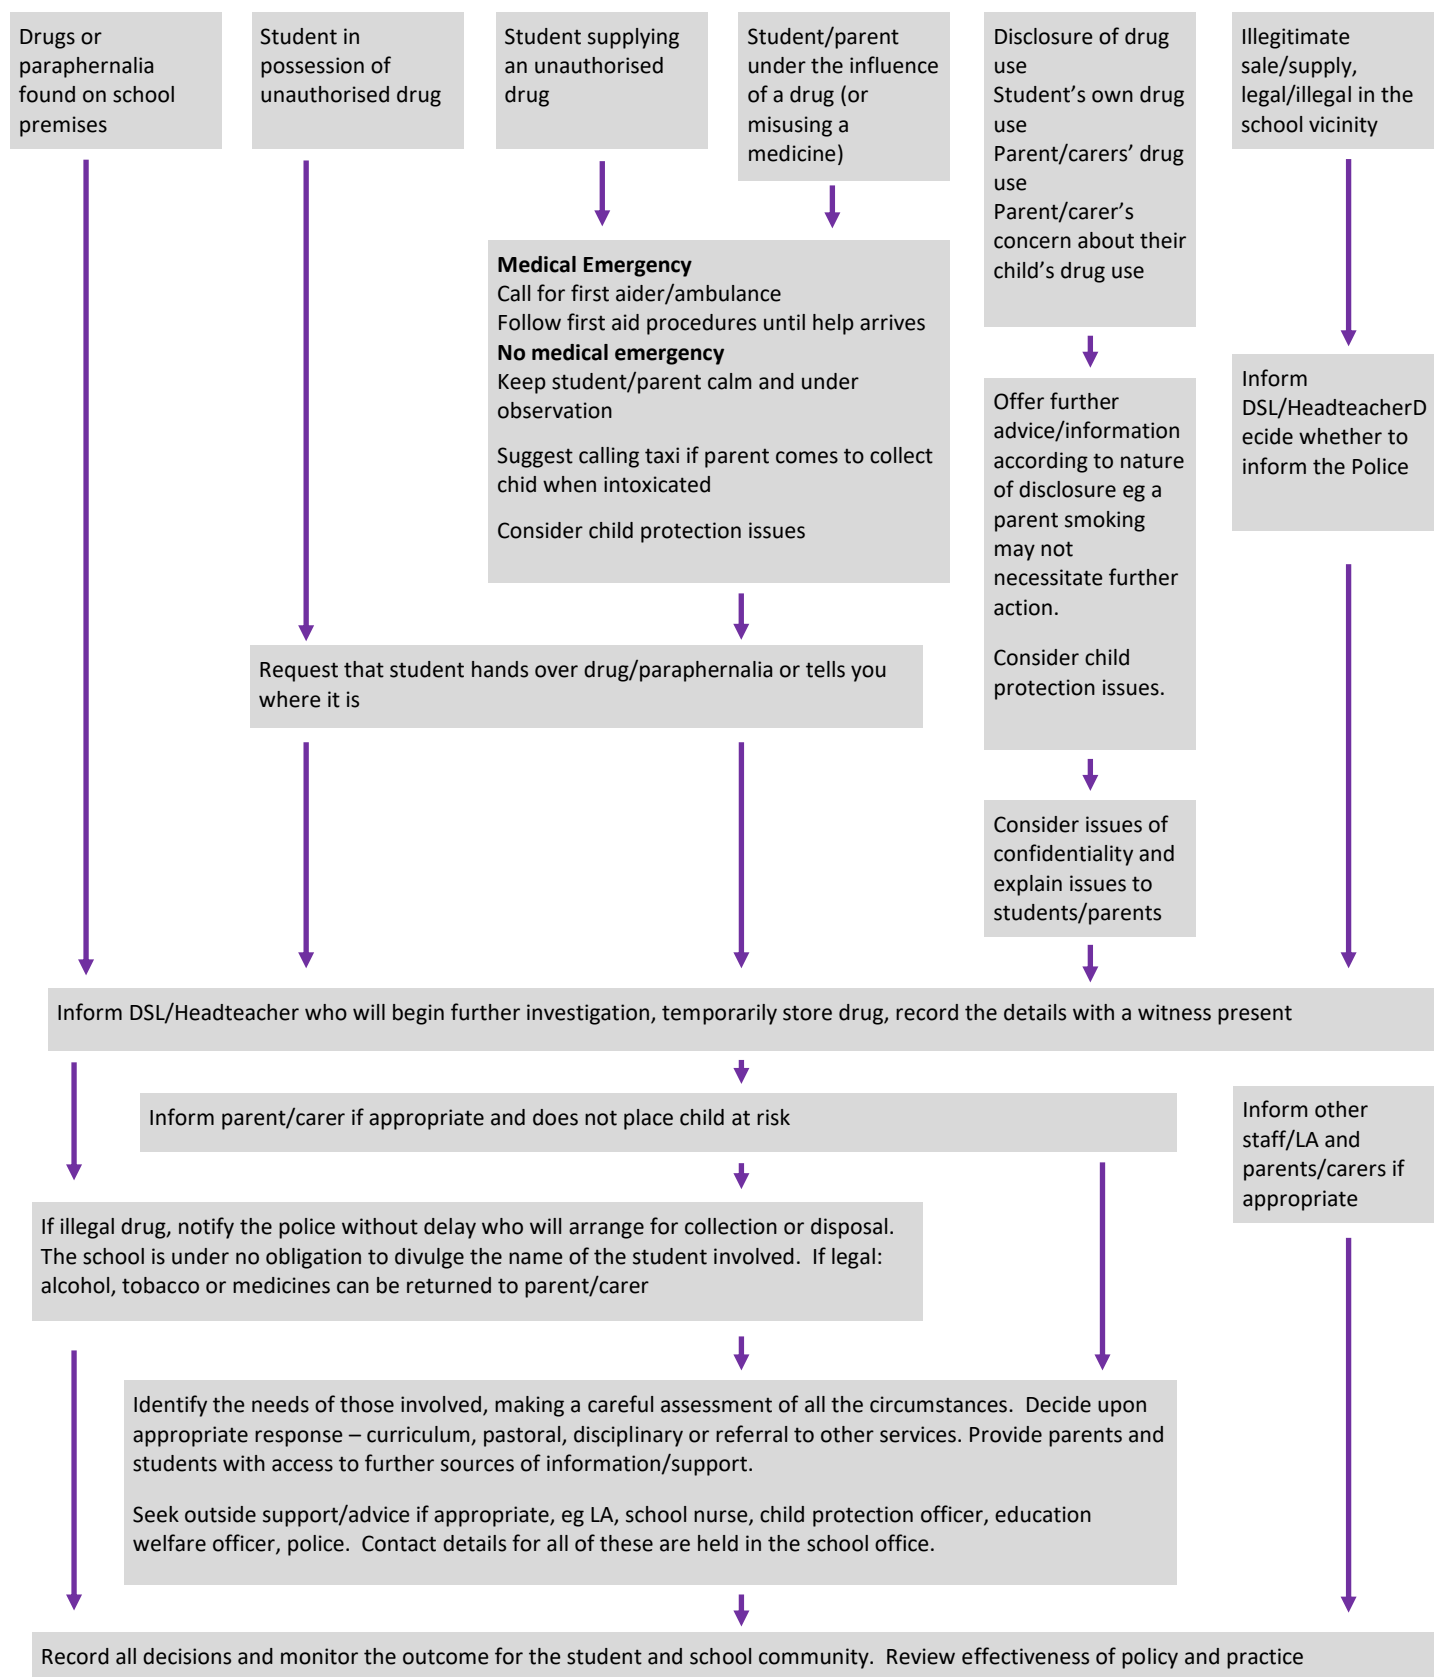 Drugs or
paraphernalia
found on school
premises
Student in
possession of
unauthorised drug
Student supplying
an unauthorised
drug
Student/parent
under the influence
of a drug (or
misusing a
medicine)
Disclosure of drug
use
Student’s own drug
use
Parent/carers’ drug
use
Parent/carer’s
concern about their
child’s drug use
Illegitimate
sale/supply,
legal/illegal in the
school vicinity
Medical Emergency
Call for first aider/ambulance
Follow first aid procedures until help arrives
No medical emergency
Keep student/parent calm and under
observation
Suggest calling taxi if parent comes to collect
chid when intoxicated
Consider child protection issues
Offer further
advice/information
according to nature
of disclosure eg a
parent smoking
may not
necessitate further
action.
Consider child
protection issues.
Inform
DSL/HeadteacherD
ecide whether to
inform the Police
Request that student hands over drug/paraphernalia or tells you
where it is
Consider issues of
confidentiality and
explain issues to
students/parents
Inform DSL/Headteacher who will begin further investigation, temporarily store drug, record the details with a witness present
Inform parent/carer if appropriate and does not place child at risk
Inform other
staff/LA and
parents/carers if
appropriate
If illegal drug, notify the police without delay who will arrange for collection or disposal.
The school is under no obligation to divulge the name of the student involved.  If legal:
alcohol, tobacco or medicines can be returned to parent/carer
Identify the needs of those involved, making a careful assessment of all the circumstances.  Decide upon
appropriate response – curriculum, pastoral, disciplinary or referral to other services. Provide parents and
students with access to further sources of information/support.
Seek outside support/advice if appropriate, eg LA, school nurse, child protection officer, education
welfare officer, police.  Contact details for all of these are held in the school office.
Record all decisions and monitor the outcome for the student and school community.  Review effectiveness of policy and practice